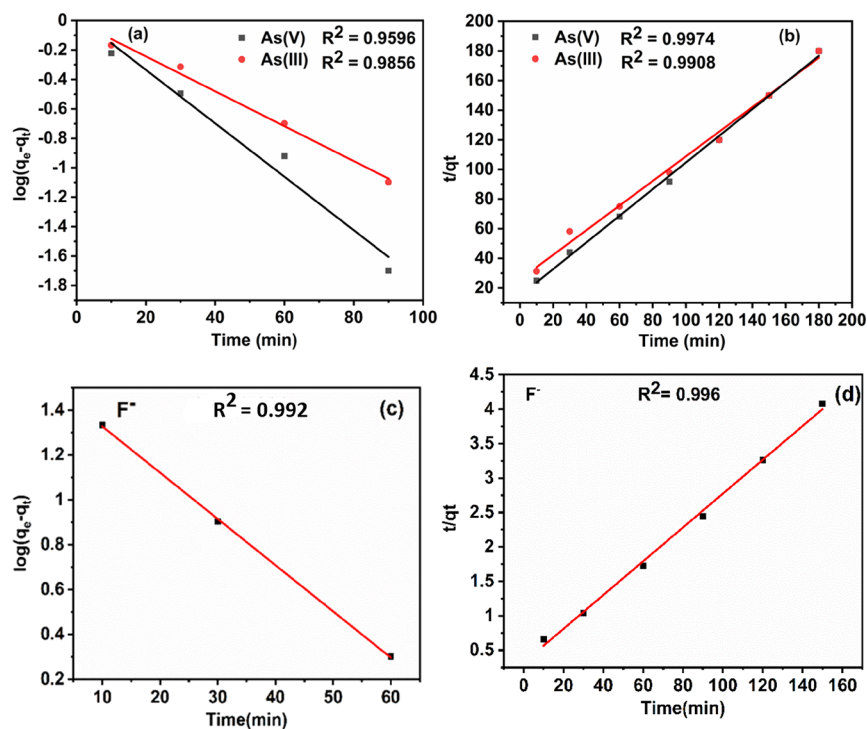 (a)
As(V) R² = 0.9596
As(III) R² = 0.9856
0.2
-0.0
-0.2
-0.4
-0.6
-0.8
-1.0
-1.2
-1.4
-1.6
-1.8
log(qₑ-qₜ)
0 20 40 60 80 100
Time (min)
(b)
As(V) R² = 0.9974
As(III) R² = 0.9908
200
180
160
140
120
100
80
60
40
20
t/qt
0 20 40 60 80 100 120 140 160 180 200
Time (min)
F⁻ R² = 0.992 (c)
1.4
1.2
1.0
0.8
0.6
0.4
0.2
log(qₑ-qₜ)
10 20 30 40 50 60
Time(min)
F⁻ R² = 0.996 (d)
4.5
4
3.5
3
2.5
2
1.5
1
0.5
t/qt
0 20 40 60 80 100 120 140 160
Time(min)